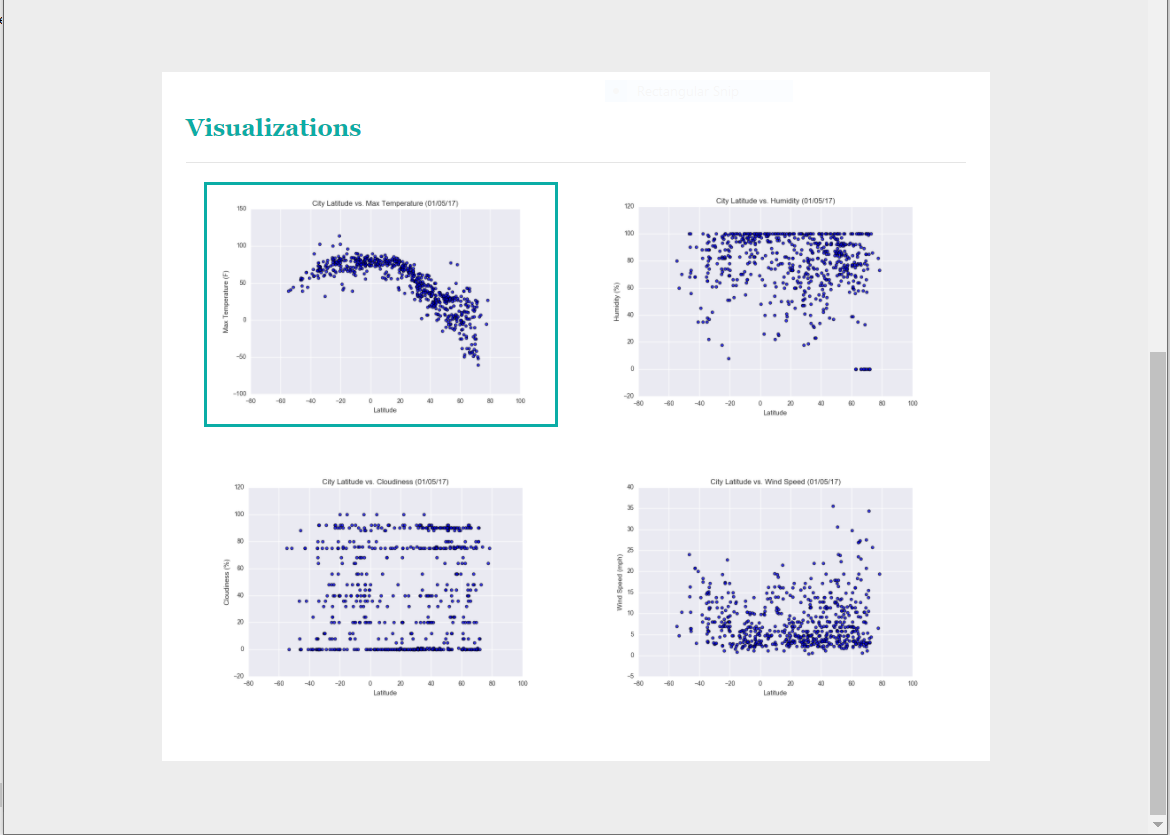 Rectangular Snip
Visualizations
City Latitude vs. Max Temperature (01/05/17)
150
100
50
0
−50
−100
Max Temperature (F)
−80 −60 −40 −20 0 20 40 60 80 100
Latitude
City Latitude vs. Humidity (01/05/17)
120
100
80
60
40
20
0
−20
Humidity (%)
−80 −60 −40 −20 0 20 40 60 80 100
Latitude
City Latitude vs. Cloudiness (01/05/17)
120
100
80
60
40
20
0
−20
Cloudiness (%)
−80 −60 −40 −20 0 20 40 60 80 100
Latitude
City Latitude vs. Wind Speed (01/05/17)
40
35
30
25
20
15
10
5
0
−5
Wind Speed (mph)
−80 −60 −40 −20 0 20 40 60 80 100
Latitude